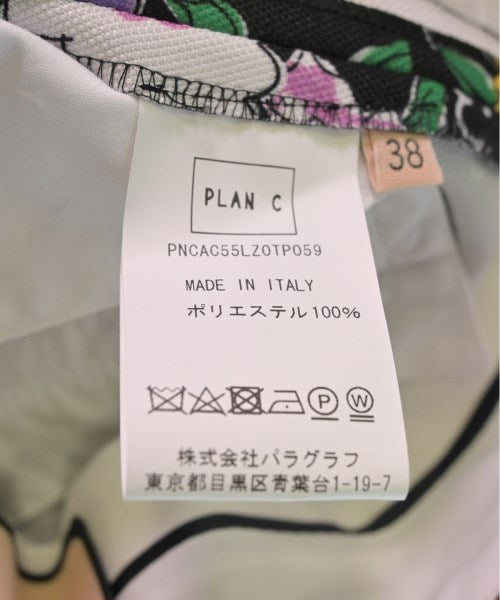 38
PLAN C
PNCAC55LZ0TP059
MADE IN ITALY
ポリエステル100%
P W
株式会社パラグラフ
東京都目黒区青葉台1-19-7